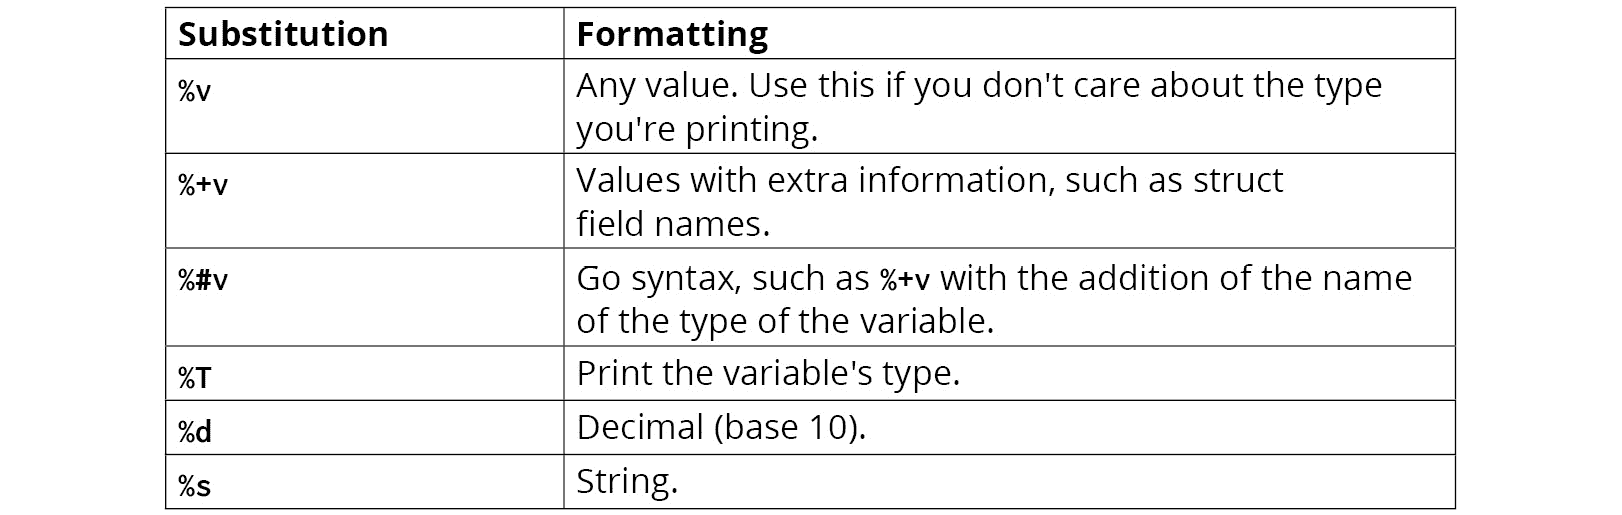 Substitution Formatting
%v Any value. Use this if you don't care about the type
you're printing.
%+v Values with extra information, such as struct
field names.
%#v Go syntax, such as %+v with the addition of the name
of the type of the variable.
%T Print the variable's type.
%d Decimal (base 10).
%s String.